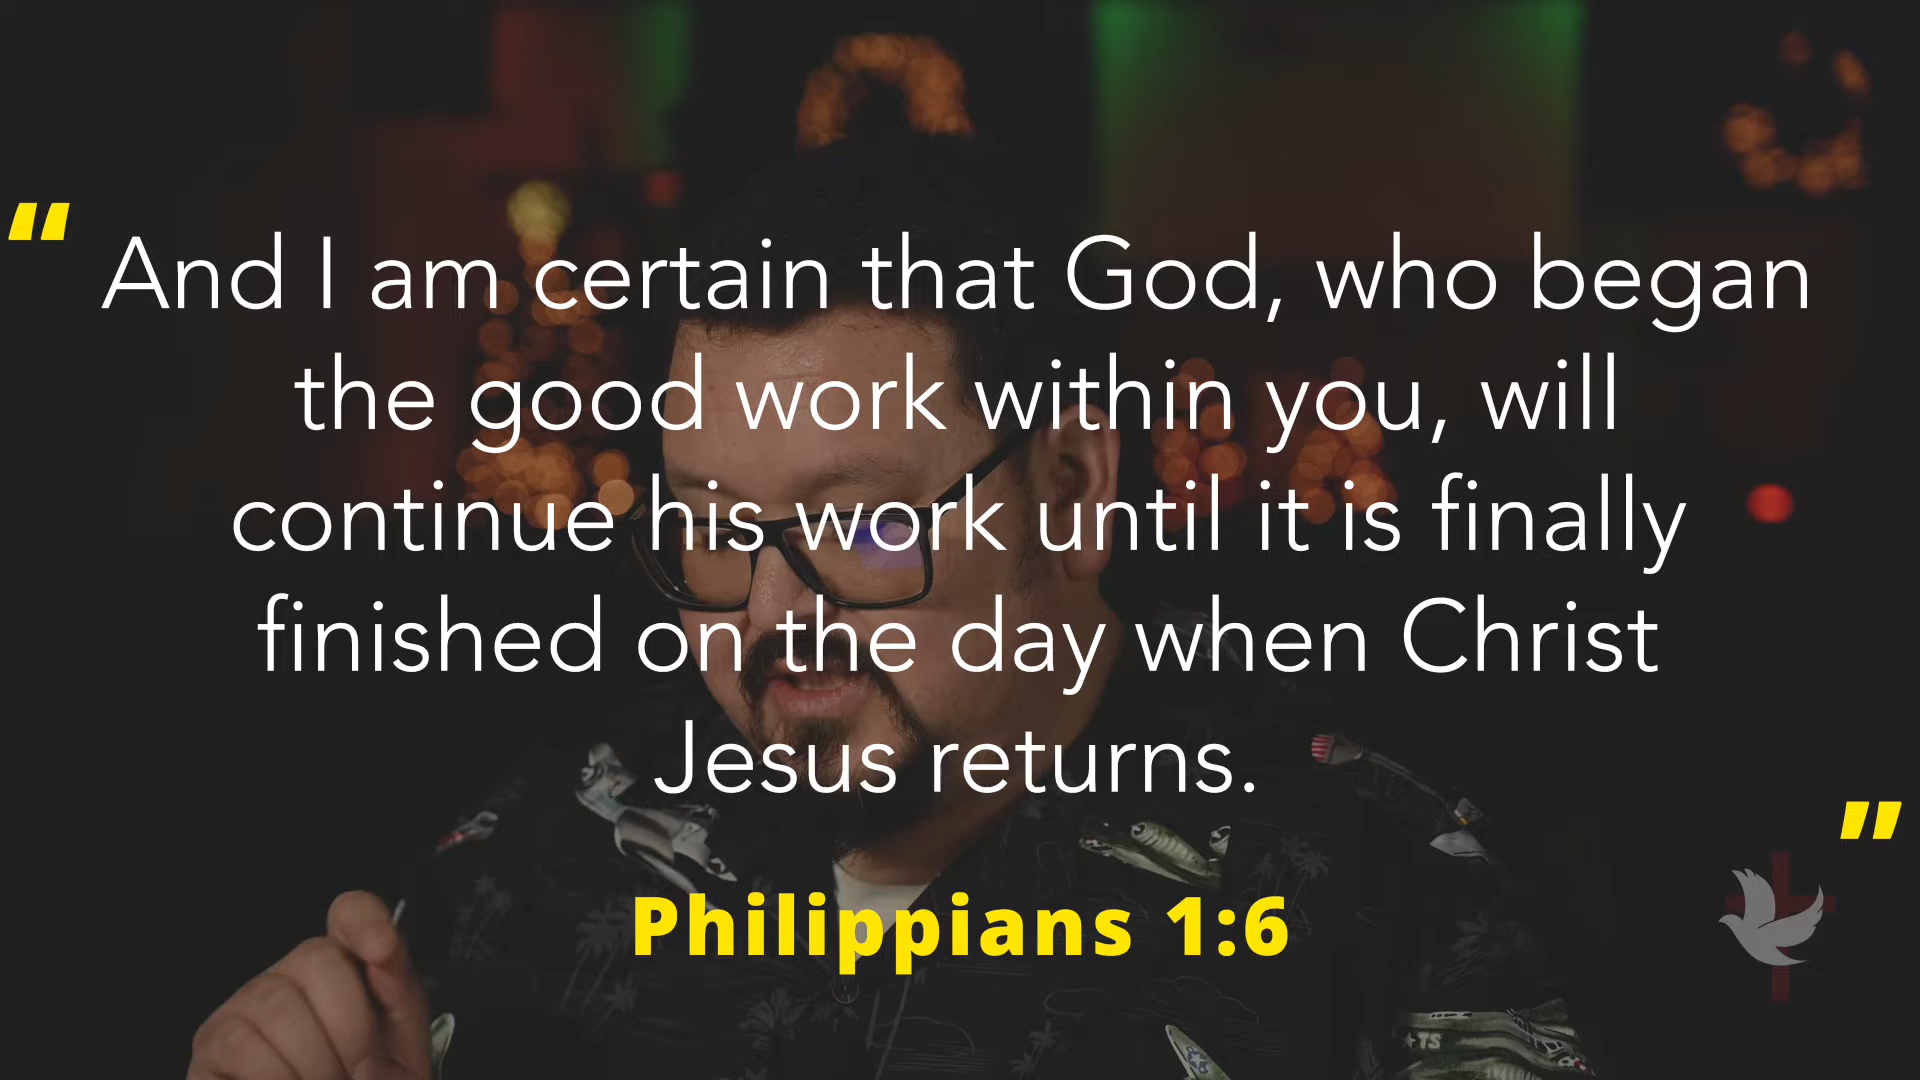 “
And I am certain that God, who began
the good work within you, will
continue his work until it is finally
finished on the day when Christ
Jesus returns.
”
Philippians 1:6
TS